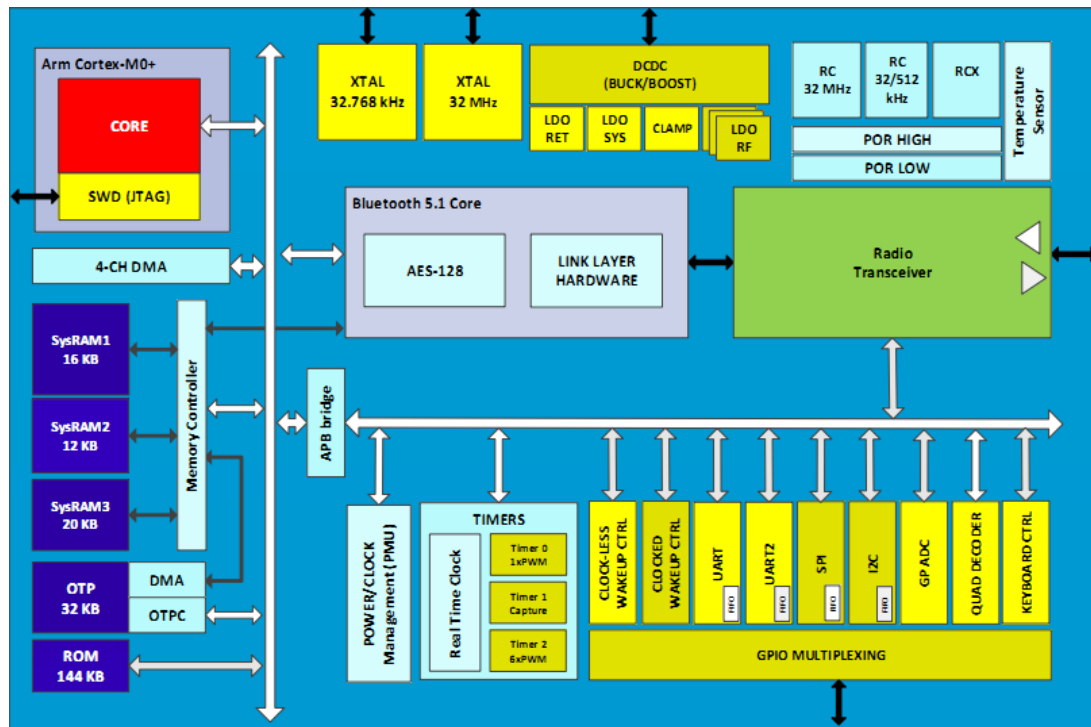 Arm Cortex-M0+
CORE
SWD (JTAG)
XTAL
32.768 kHz
XTAL
32 MHz
DCDC
(BUCK/BOOST)
LDO
RET
LDO
SYS
CLAMP
LDO
RF
RC
32 MHz
RC
32/512
kHz
RCX
POR HIGH
POR LOW
Temperature
Sensor
4-CH DMA
Bluetooth 5.1 Core
AES-128
LINK LAYER
HARDWARE
Radio
Transceiver
SysRAM1
16 KB
SysRAM2
12 KB
SysRAM3
20 KB
Memory Controller
OTP
32 KB
DMA
OTPC
ROM
144 KB
APB bridge
POWER/CLOCK
Management (PMU)
TIMERS
Real Time Clock
Timer 0
1xPWM
Timer 1
Capture
Timer 2
6xPWM
CLOCK-LESS
WAKEUP CTRL
CLOCKED
WAKEUP CTRL
UART
FIFO
UART2
FIFO
SPI
FIFO
I2C
FIFO
GP ADC
QUAD DECODER
KEYBOARD CTRL
GPIO MULTIPLEXING